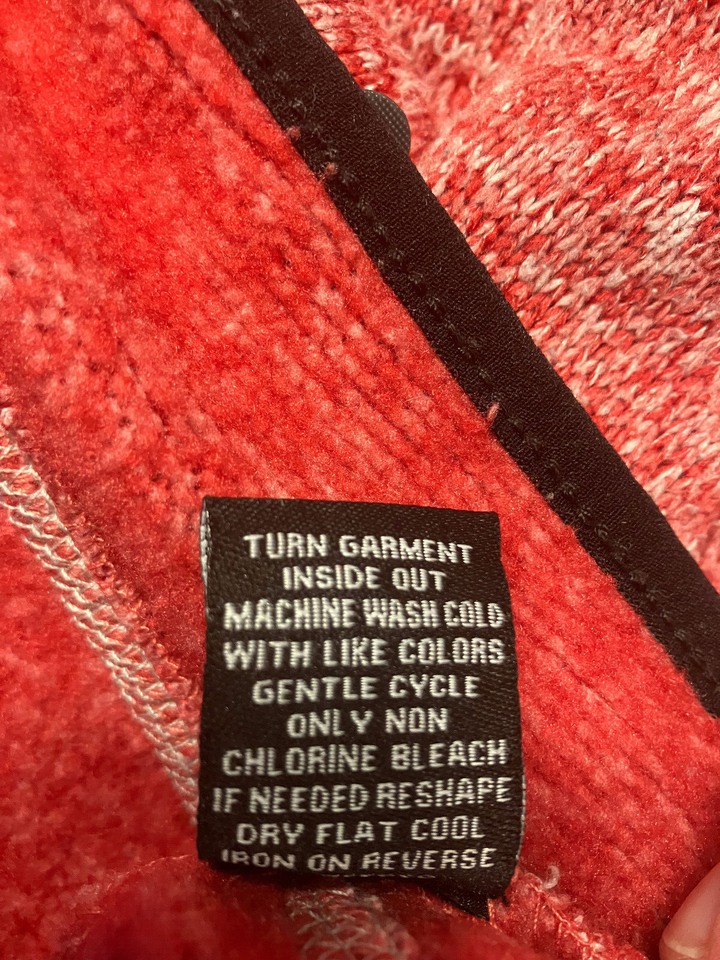 TURN GARMENT
INSIDE OUT
MACHINE WASH COLD
WITH LIKE COLORS
GENTLE CYCLE
ONLY NON
CHLORINE BLEACH
IF NEEDED RESHAPE
DRY FLAT COOL
IRON ON REVERSE